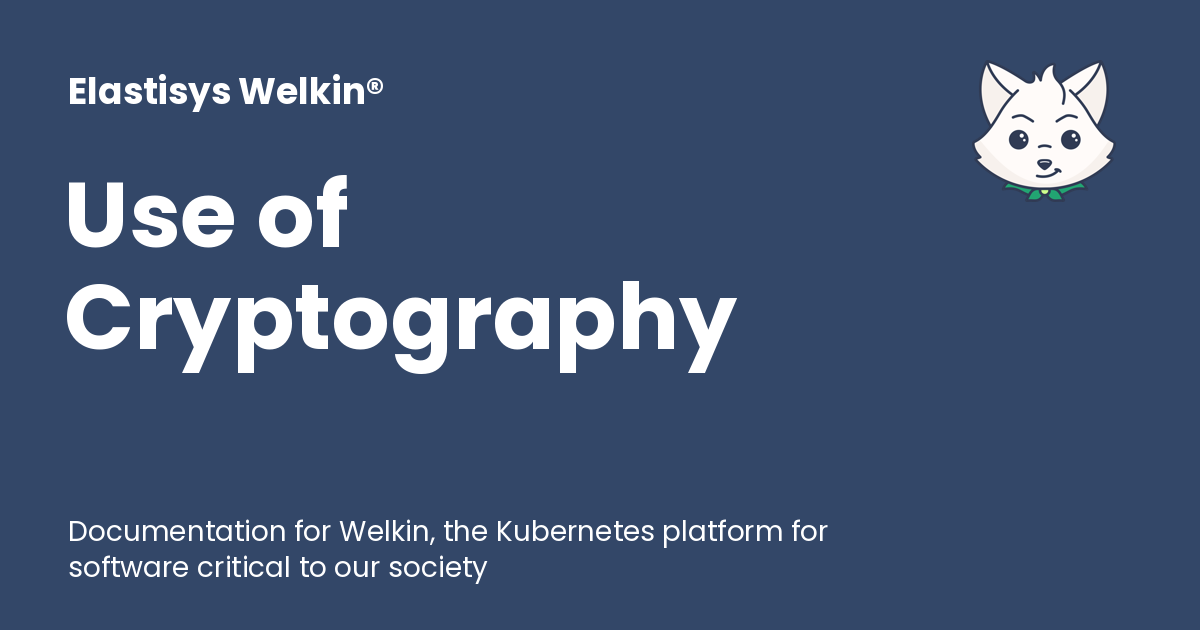 Elastisys Welkin®
Use of
Cryptography
Documentation for Welkin, the Kubernetes platform for
software critical to our society